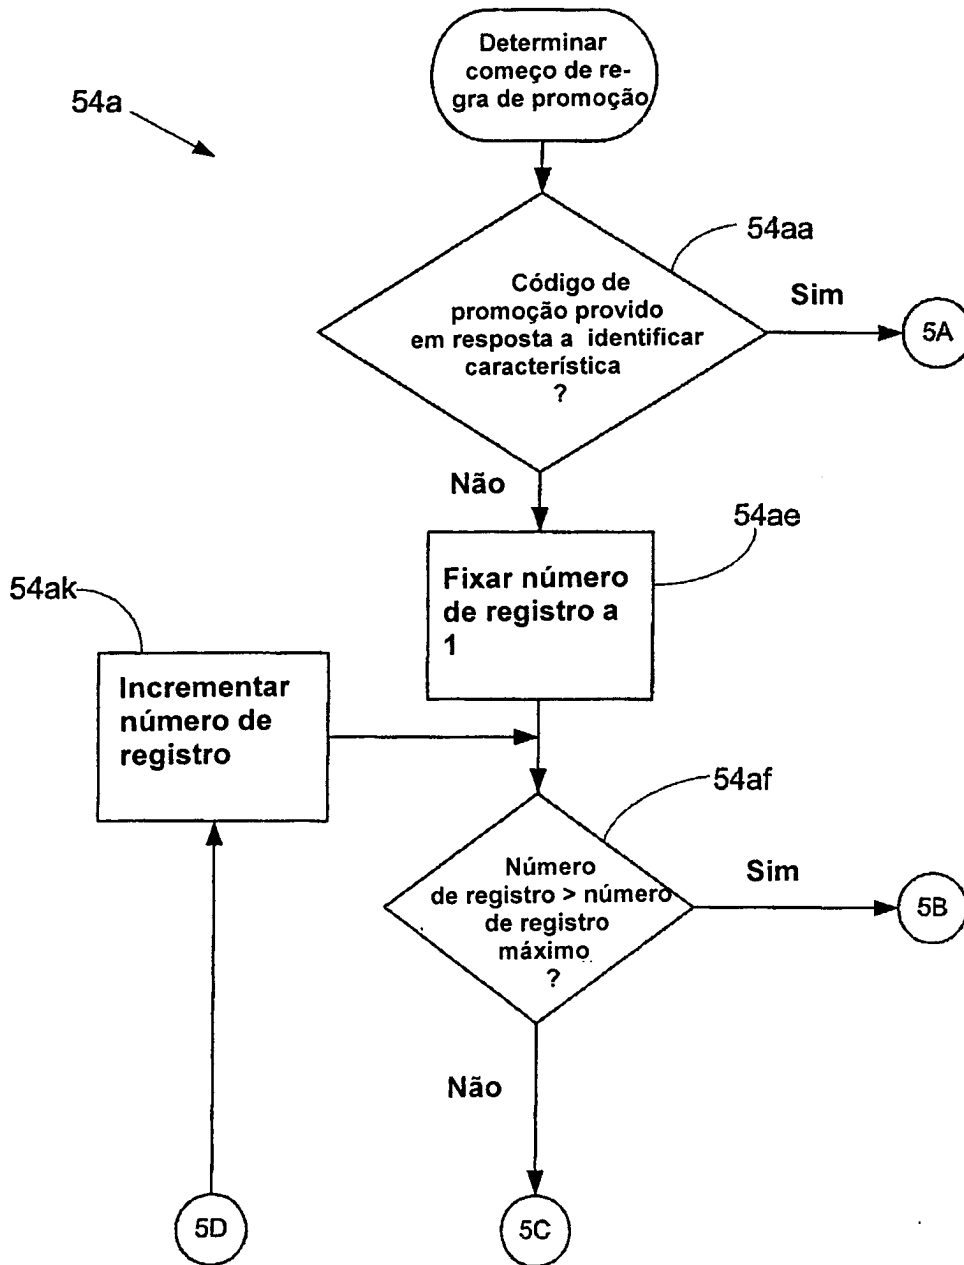 Determinar
começo de re-
gra de promoção
54a
54aa
Código de
promoção provido
em resposta a identificar
característica
?
Sim
5A
Não
54ae
Fixar número
de registro a
1
54ak
Incrementar
número de
registro
54af
Número
de registro > número
de registro
máximo
?
Sim
5B
Não
5D
5C